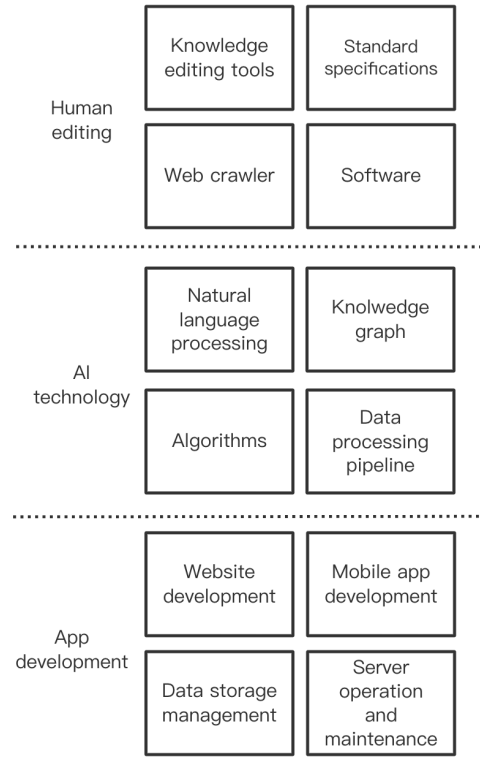 Human
editing
Knowledge
editing tools
Standard
specifications
Web crawler
Software
AI
technology
Natural
language
processing
Knolwedge
graph
Algorithms
Data
processing
pipeline
App
development
Website
development
Mobile app
development
Data storage
management
Server
operation
and
maintenance